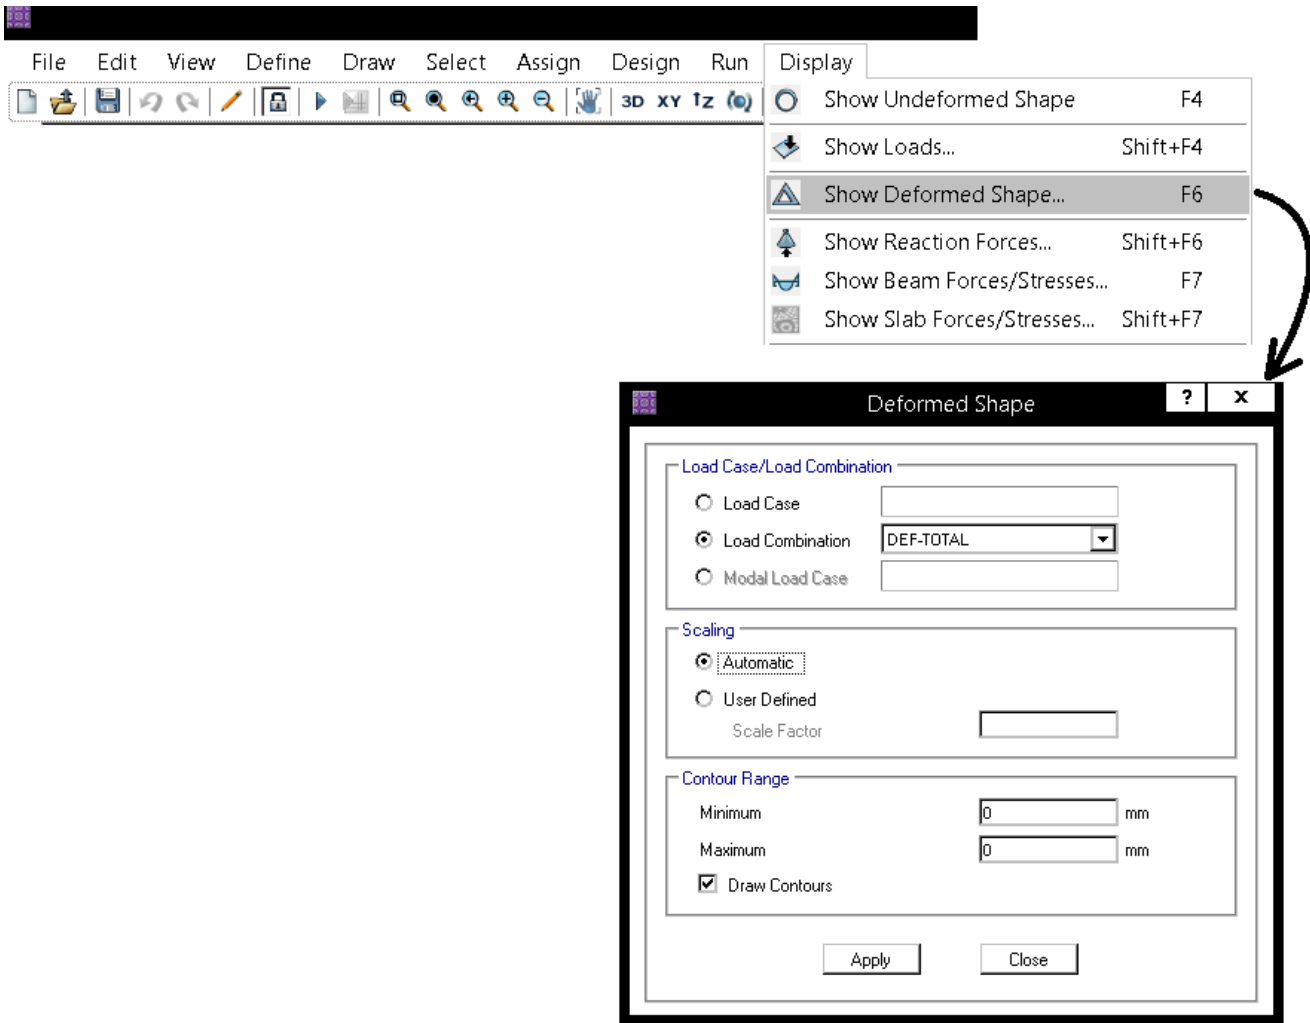 File Edit View Define Draw Select Assign Design Run Display
3D XY Z
Show Undeformed Shape F4
Show Loads... Shift+F4
Show Deformed Shape... F6
Show Reaction Forces... Shift+F6
Show Beam Forces/Stresses... F7
Show Slab Forces/Stresses... Shift+F7
Deformed Shape ? x
Load Case/Load Combination
Load Case
Load Combination DEF-TOTAL
Modal Load Case
Scaling
Automatic
User Defined
Scale Factor
Contour Range
Minimum 0 mm
Maximum 0 mm
Draw Contours
Apply Close